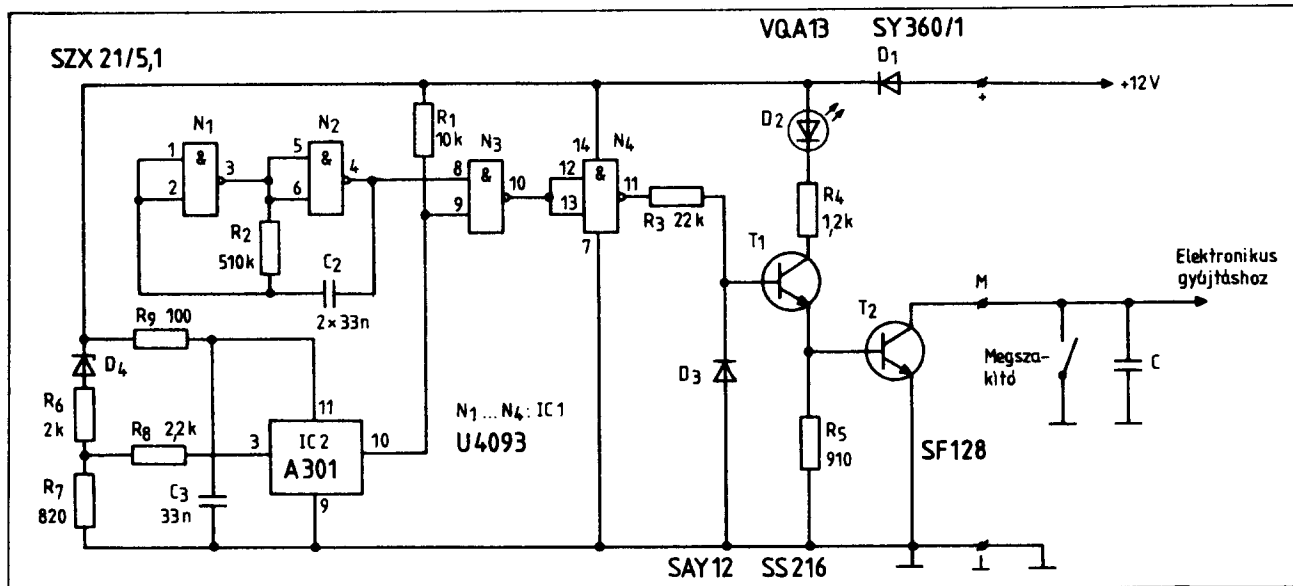 VQA13
SY360/1
SZX 21/5,1
D1
+12V
+
N1
N2
R1
10k
N3
N4
D2
1
2
3
&
5
6
4
&
8
9
10
&
14
12
13
11
7
&
R3 22k
R4
1,2k
R2
510k
C2
2×33n
T1
T2
M
Elektronikus
gyújtáshoz
R9 100
D4
R6
2k
R8 2,2k
3
11
IC2
A301
10
9
N1...N4: IC1
U4093
D3
Megsza-
kító
C
R5
910
SF128
R7
820
C3
33n
SAY12
SS216
⊥